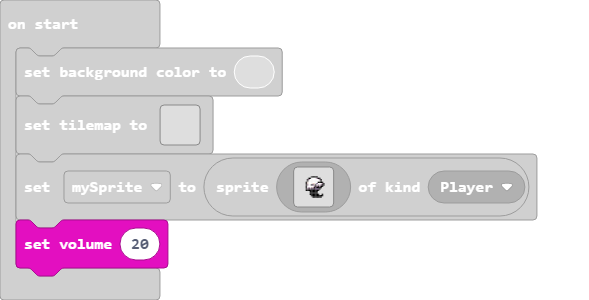 on start
set background color to
set tilemap to
set mySprite to sprite of kind Player
set volume 20